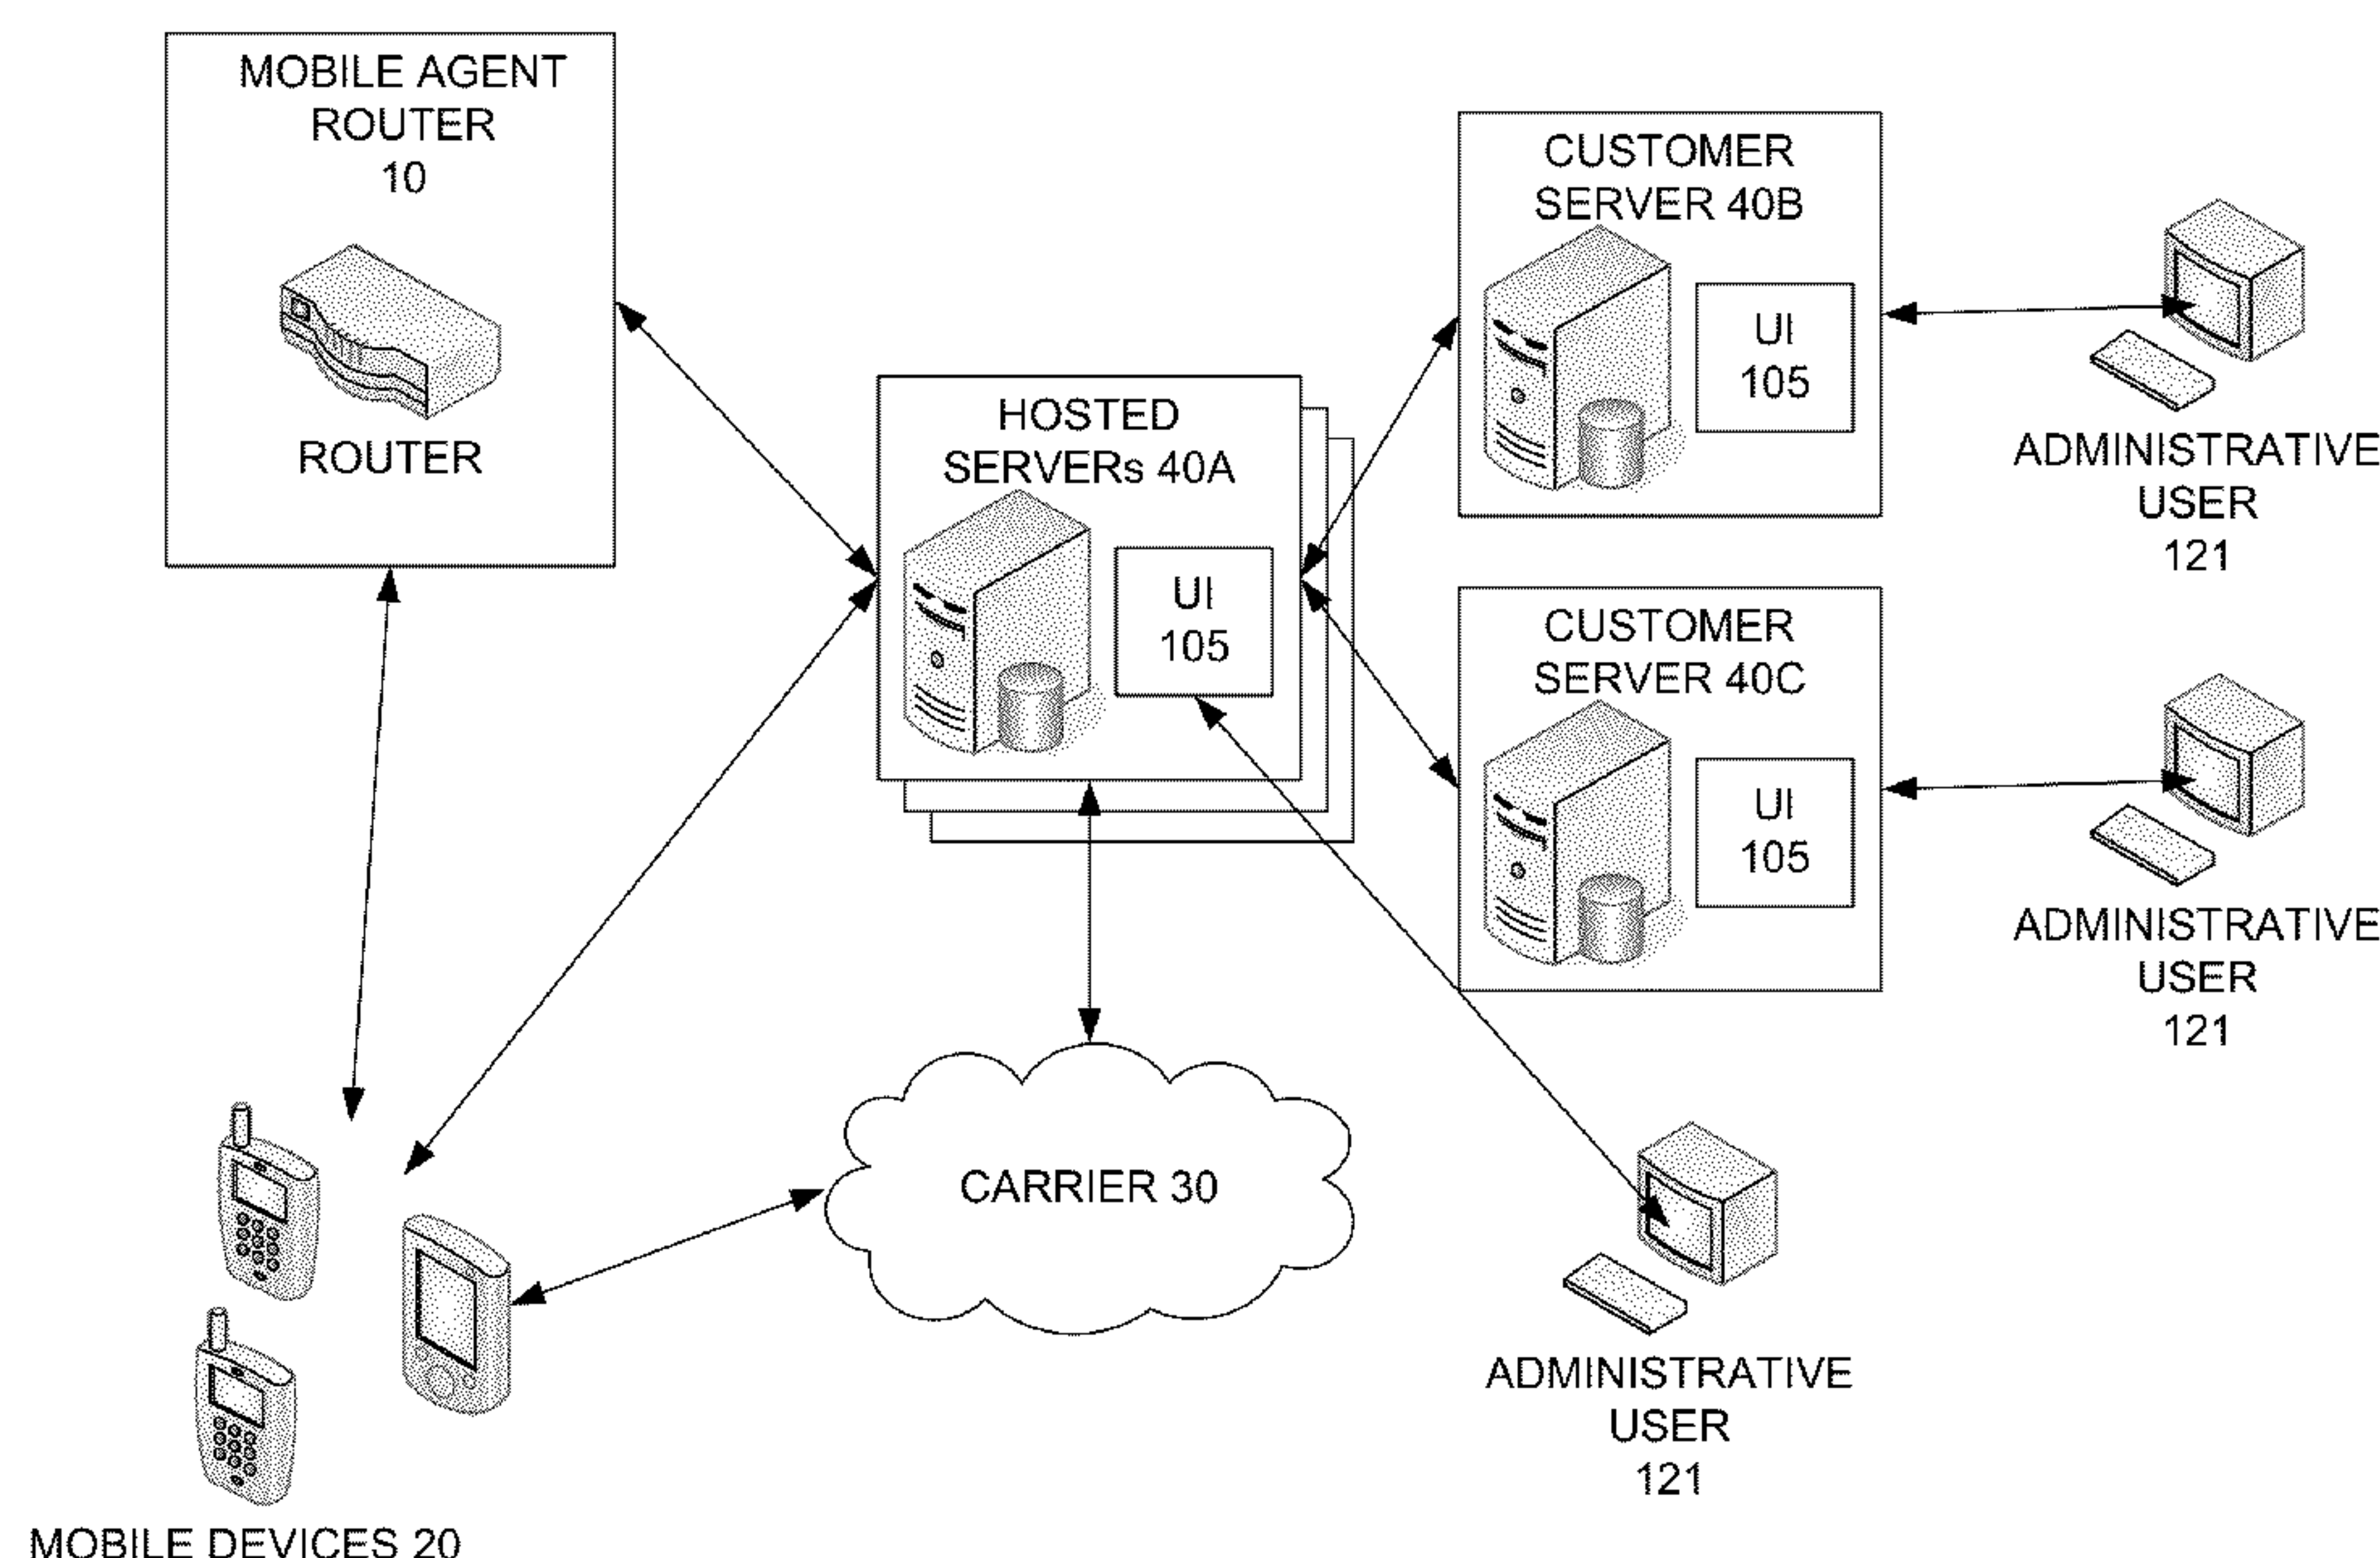 MOBILE AGENT
ROUTER
10
ROUTER
HOSTED
SERVERs 40A
UI
105
CUSTOMER
SERVER 40B
UI
105
ADMINISTRATIVE
USER
121
CUSTOMER
SERVER 40C
UI
105
ADMINISTRATIVE
USER
121
CARRIER 30
ADMINISTRATIVE
USER
121
MOBILE DEVICES 20